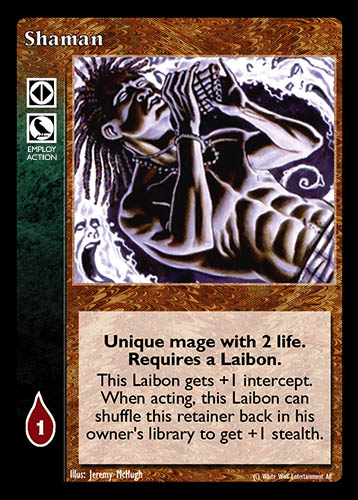 Shaman
EMPLOY
ACTION
Unique mage with 2 life.
Requires a Laibon.
This Laibon gets +1 intercept.
When acting, this Laibon can
shuffle this retainer back in his
owner's library to get +1 stealth.
1
Illus: Jeremy McHugh
(C) White Wolf Entertainment AB